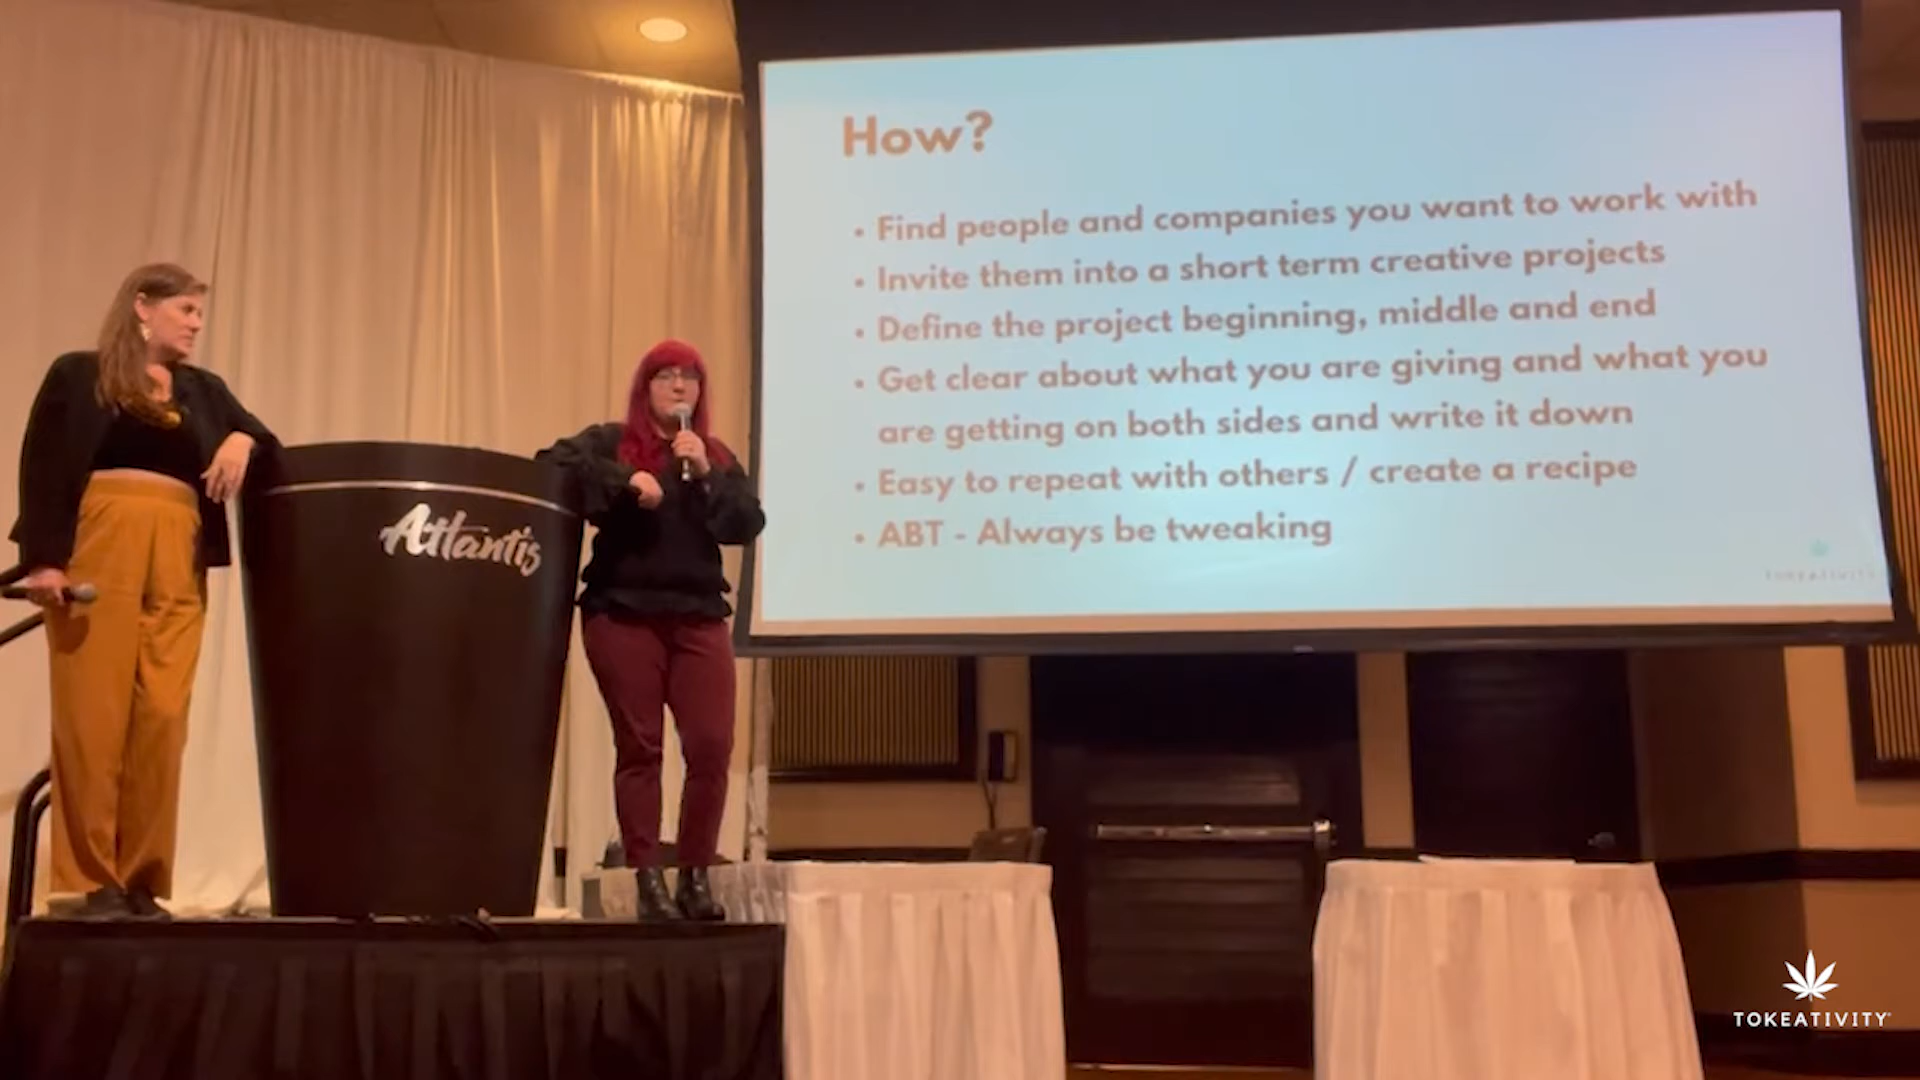 How?
• Find people and companies you want to work with
• Invite them into a short term creative projects
• Define the project beginning, middle and end
• Get clear about what you are giving and what you
are getting on both sides and write it down
• Easy to repeat with others / create a recipe
• ABT - Always be tweaking
TOKEATIVITY
Atlantis
TOKEATIVITY